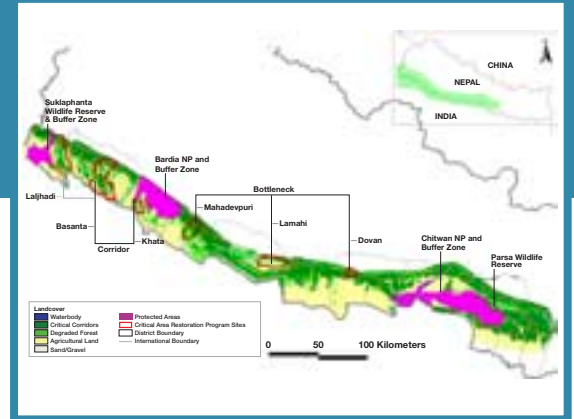 CHINA
NEPAL
INDIA
Suklaphanta
Wildlife Reserve
& Buffer Zone
Bardia NP and
Buffer Zone
Bottleneck
Laljhadi
Mahadevpuri
Lamahi
Basanta
Khata
Corridor
Dovan
Chitwan NP and
Buffer Zone
Parsa Wildlife
Reserve
Landcover
Waterbody
Critical Corridors
Degraded Forest
Agricultural Land
Sand/Gravel
Protected Areas
Critical Area Restoration Program Sites
District Boundary
International Boundary
0 50 100 Kilometers